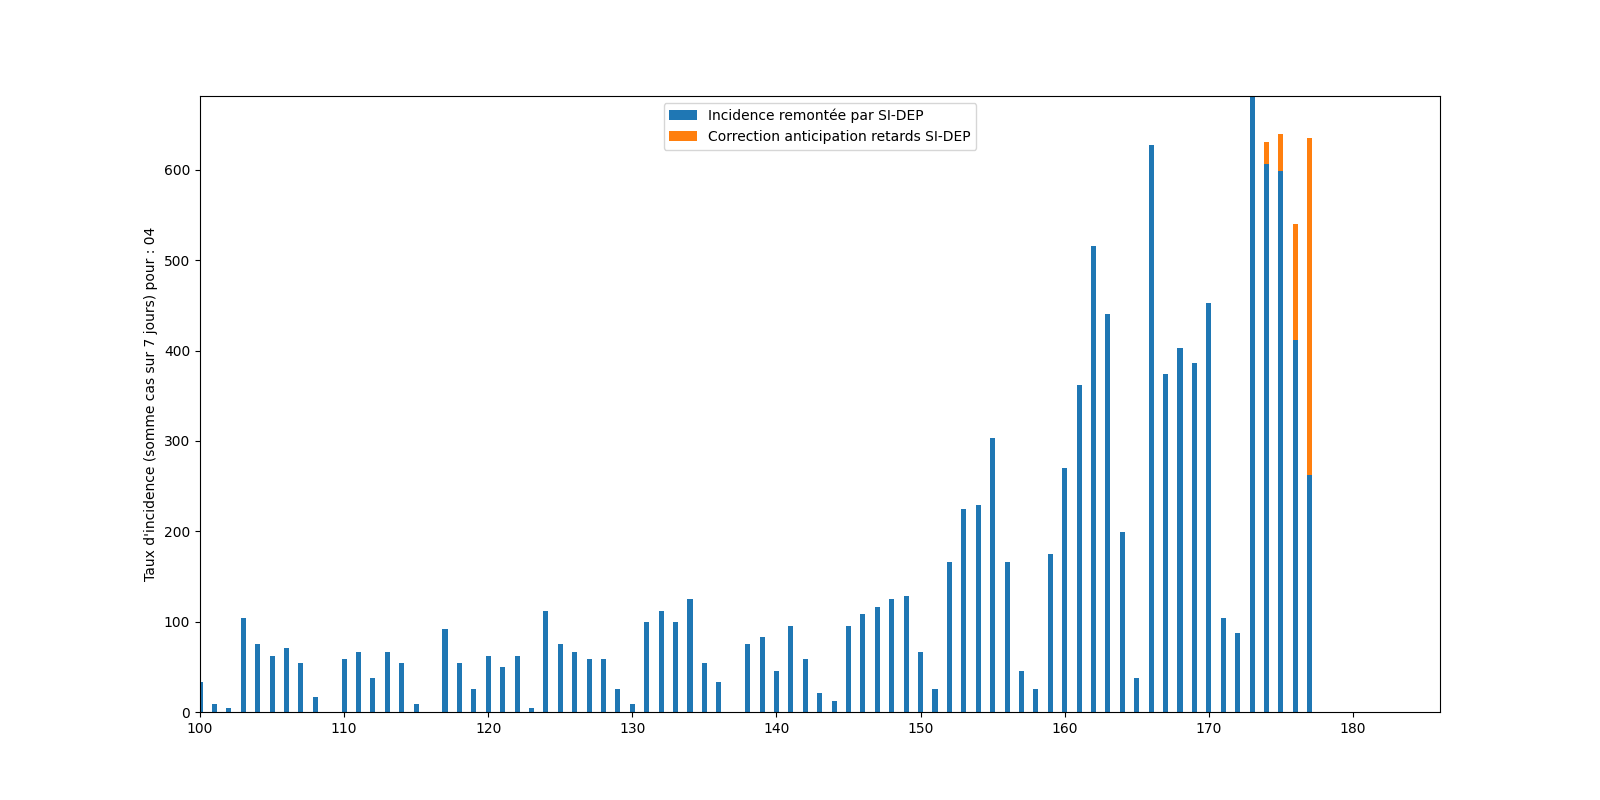 Incidence remontée par SI-DEP
Correction anticipation retards SI-DEP
Taux d'incidence (somme cas sur 7 jours) pour : 04
600
500
400
300
200
100
0
100 110 120 130 140 150 160 170 180